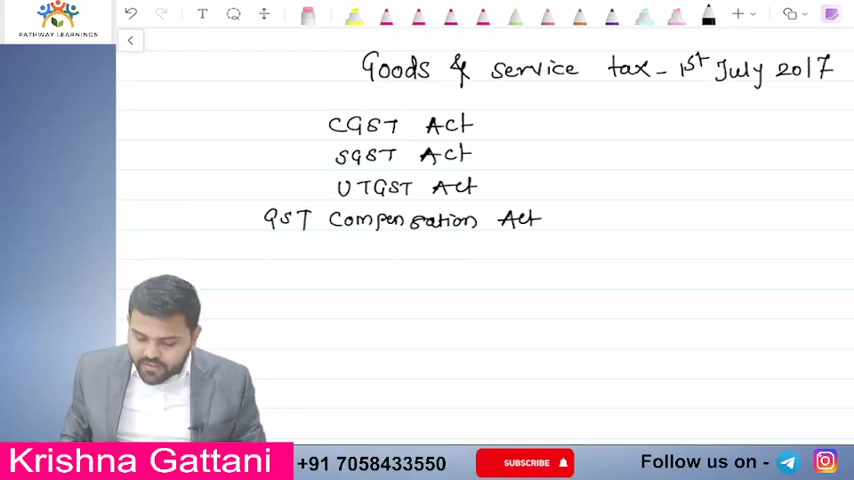 PATHWAY LEARNINGS
T
Goods & service tax - 1st July 2017
CGST Act
SGST Act
UTGST Act
GST Compensation Act
Krishna Gattani
+91 7058433550
SUBSCRIBE
Follow us on -